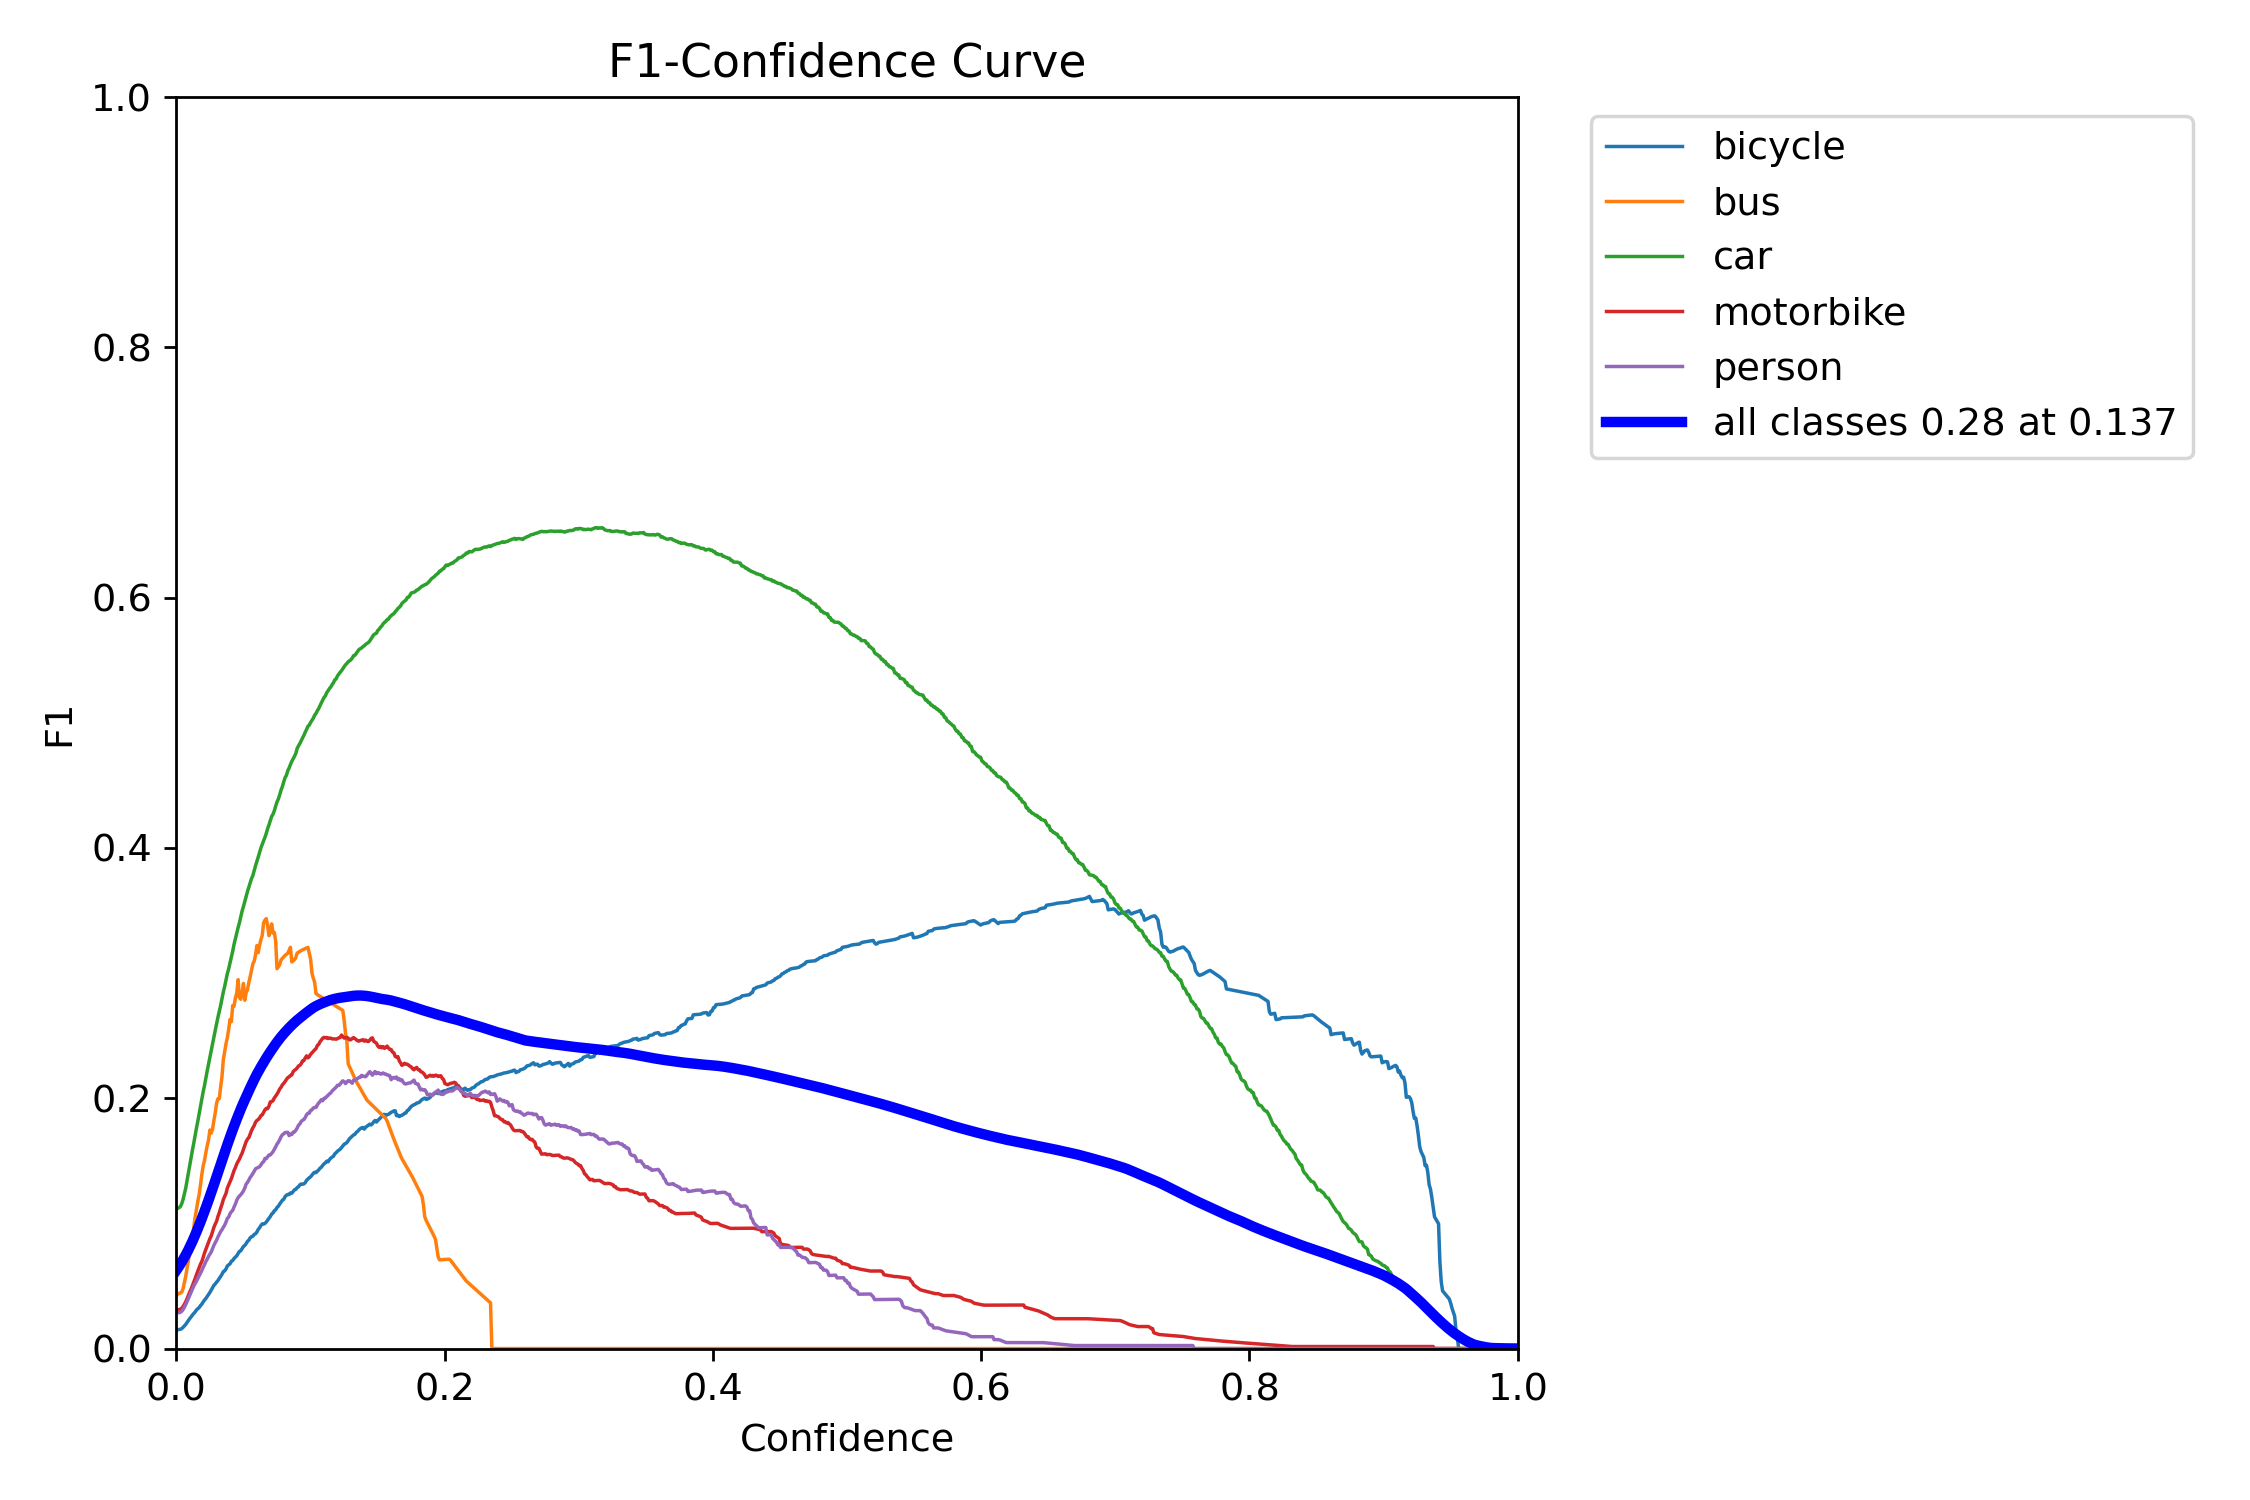 F1-Confidence Curve
1.0
0.8
0.6
0.4
0.2
0.0
F1
0.0 0.2 0.4 0.6 0.8 1.0
Confidence
bicycle
bus
car
motorbike
person
all classes 0.28 at 0.137